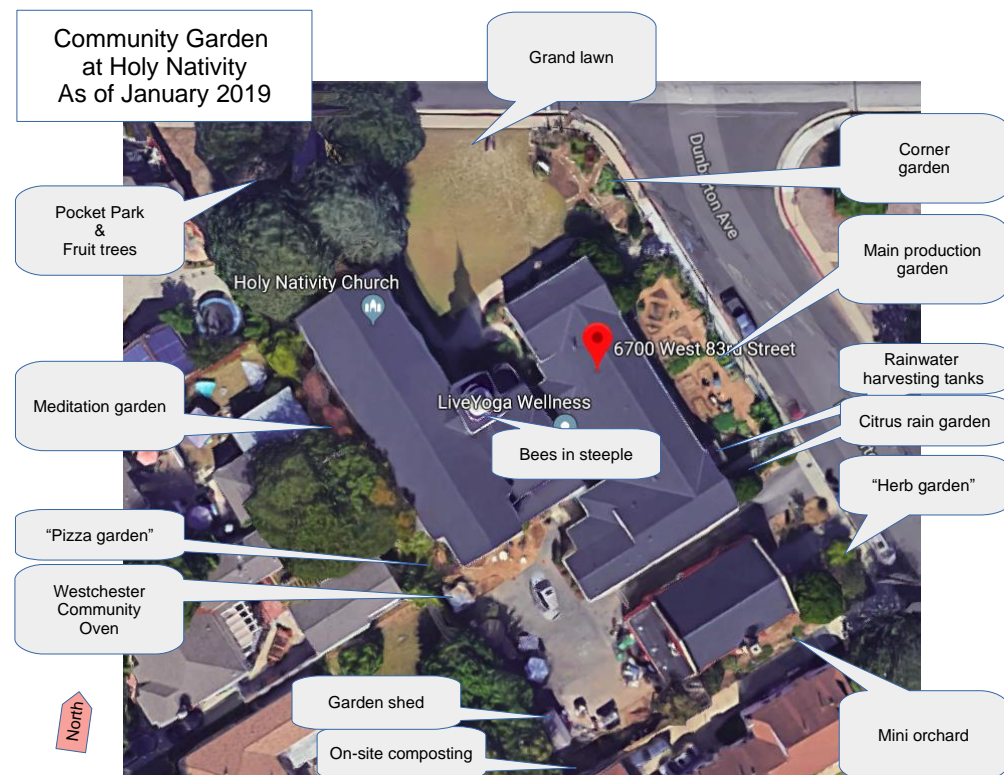 Community Garden
at Holy Nativity
As of January 2019
Grand lawn
Corner
garden
Dunbarton Ave
Pocket Park
&
Fruit trees
Main production
garden
Holy Nativity Church
6700 West 83rd Street
Rainwater
harvesting tanks
Meditation garden
LiveYoga Wellness
Citrus rain garden
Bees in steeple
“Herb garden”
“Pizza garden”
Westchester
Community
Oven
Garden shed
North
On-site composting
Mini orchard